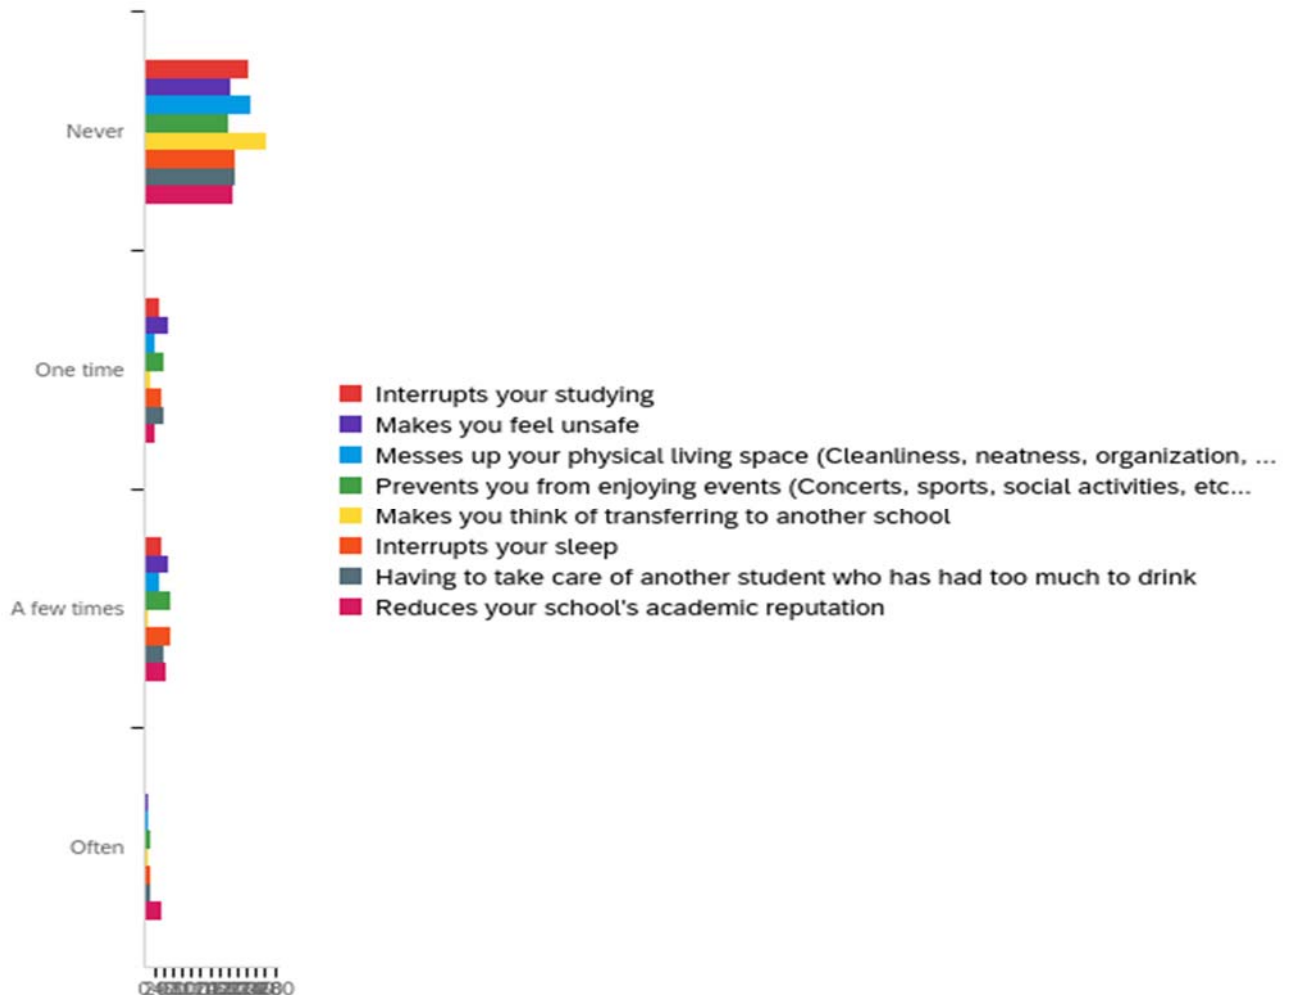 Never
One time
A few times
Often
Interrupts your studying
Makes you feel unsafe
Messes up your physical living space (Cleanliness, neatness, organization, ...
Prevents you from enjoying events (Concerts, sports, social activities, etc...
Makes you think of transferring to another school
Interrupts your sleep
Having to take care of another student who has had too much to drink
Reduces your school's academic reputation